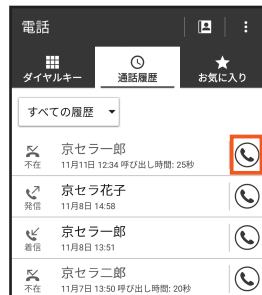 電話
ダイヤルキー 通話履歴 お気に入り
すべての履歴
京セラ一郎
不在 11月11日 12:34 呼び出し時間: 25秒
京セラ花子
発信 11月8日 14:58
京セラ一郎
着信 11月8日 13:51
京セラ二郎
不在 11月7日 13:50 呼び出し時間: 20秒